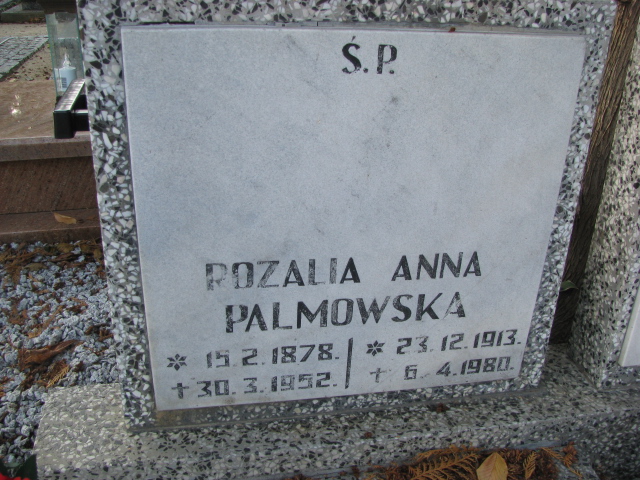 Ś.P.
ROZALIA ANNA
PALMOWSKA
* 15.2.1878. * 23.12.1913.
† 30.3.1952. † 6.4.1980.